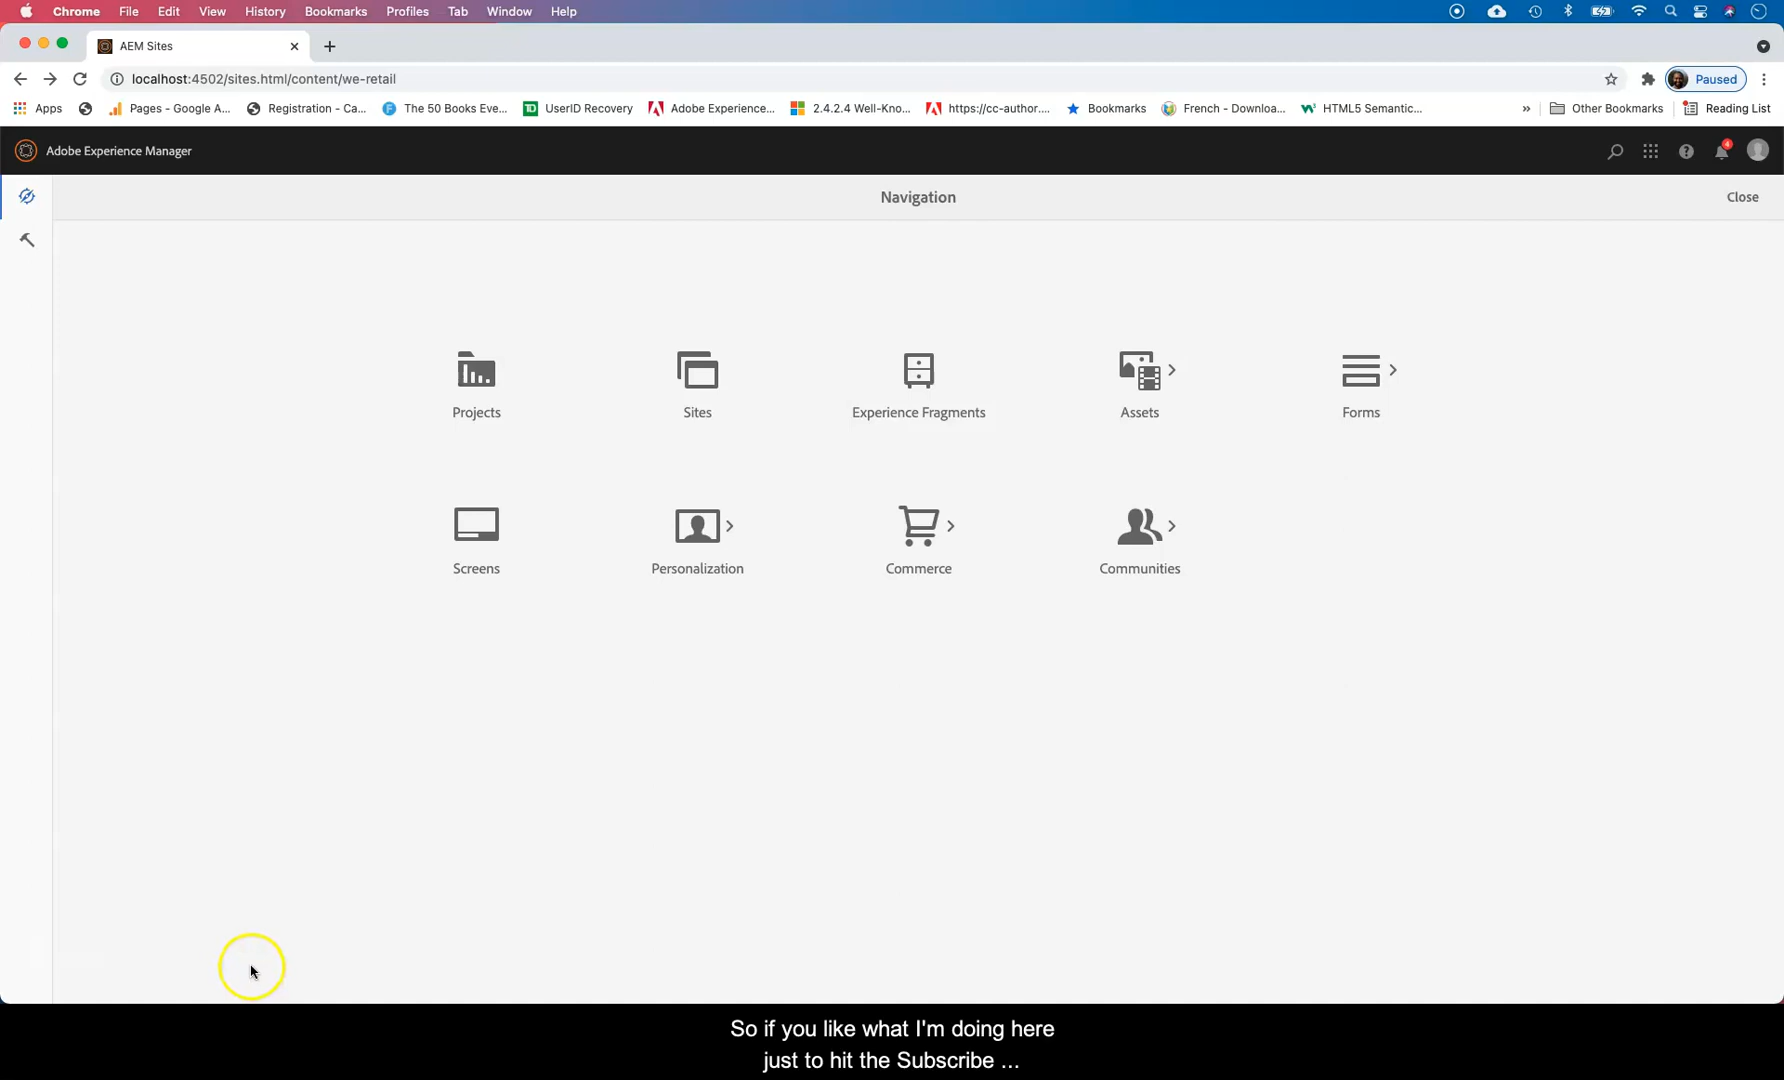 Chrome File Edit View History Bookmarks Profiles Tab Window Help
AEM Sites
localhost:4502/sites.html/content/we-retail
Paused
Apps
Pages - Google A...
Registration - Ca...
The 50 Books Eve...
UserID Recovery
Adobe Experience...
2.4.2.4 Well-Kno...
https://cc-author....
Bookmarks
French - Downloa...
HTML5 Semantic...
»
Other Bookmarks
Reading List
Adobe Experience Manager
4
Navigation
Close
Projects
Sites
Experience Fragments
Assets
Forms
Screens
Personalization
Commerce
Communities
So if you like what I'm doing here
just to hit the Subscribe ...